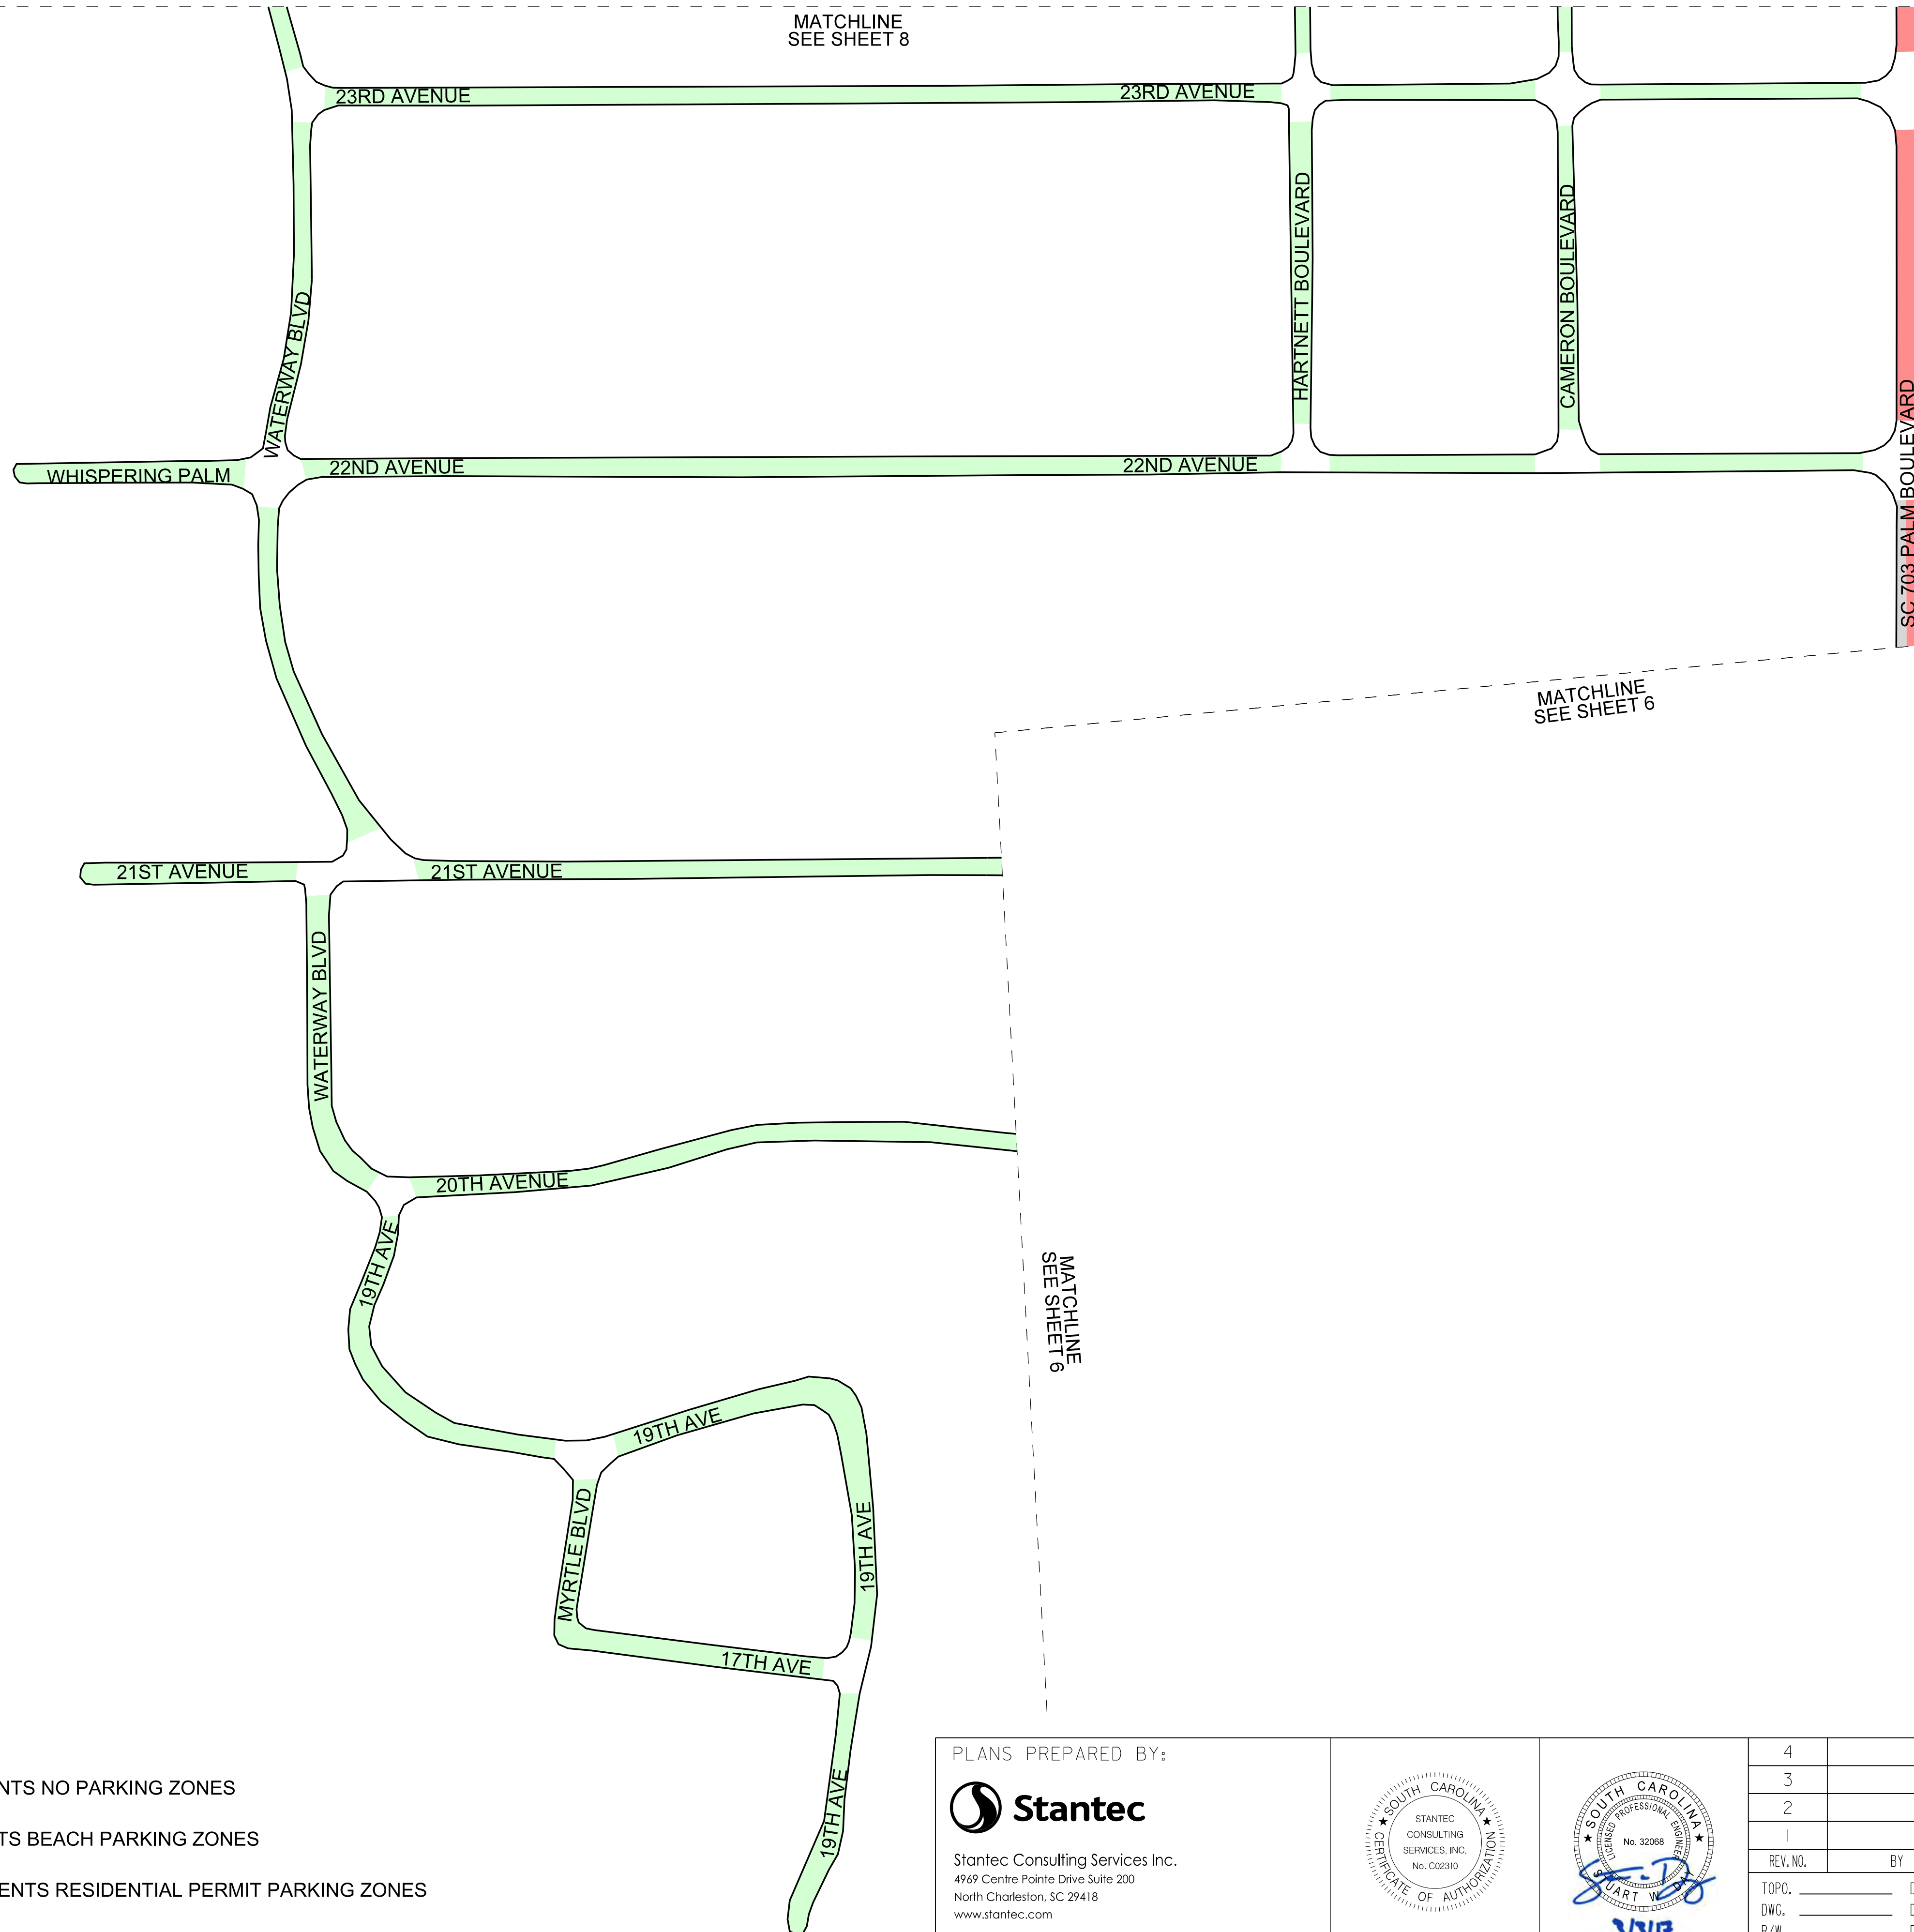 MATCHLINE
SEE SHEET 8
23RD AVENUE
23RD AVENUE
HARTNETT BOULEVARD
CAMERON BOULEVARD
WATERWAY BLVD
SC 703 PALM BOULEVARD
WHISPERING PALM
22ND AVENUE
22ND AVENUE
MATCHLINE
SEE SHEET 6
21ST AVENUE
21ST AVENUE
WATERWAY BLVD
20TH AVENUE
19TH AVE
MATCHLINE
SEE SHEET 6
19TH AVE
MYRTLE BLVD
19TH AVE
17TH AVE
19TH AVE
NTS NO PARKING ZONES
TS BEACH PARKING ZONES
ENTS RESIDENTIAL PERMIT PARKING ZONES
PLANS PREPARED BY:
Stantec
Stantec Consulting Services Inc.
4969 Centre Pointe Drive Suite 200
North Charleston, SC 29418
www.stantec.com
SOUTH CAROLINA
STANTEC
CONSULTING
SERVICES, INC.
No. C02310
CERTIFICATE OF AUTHORIZATION
SOUTH CAROLINA
LICENSED PROFESSIONAL ENGINEER
No. 32068
STUART W. DAY
4
3
2
1
REV. NO. BY
TOPO.
DWG.
R/W